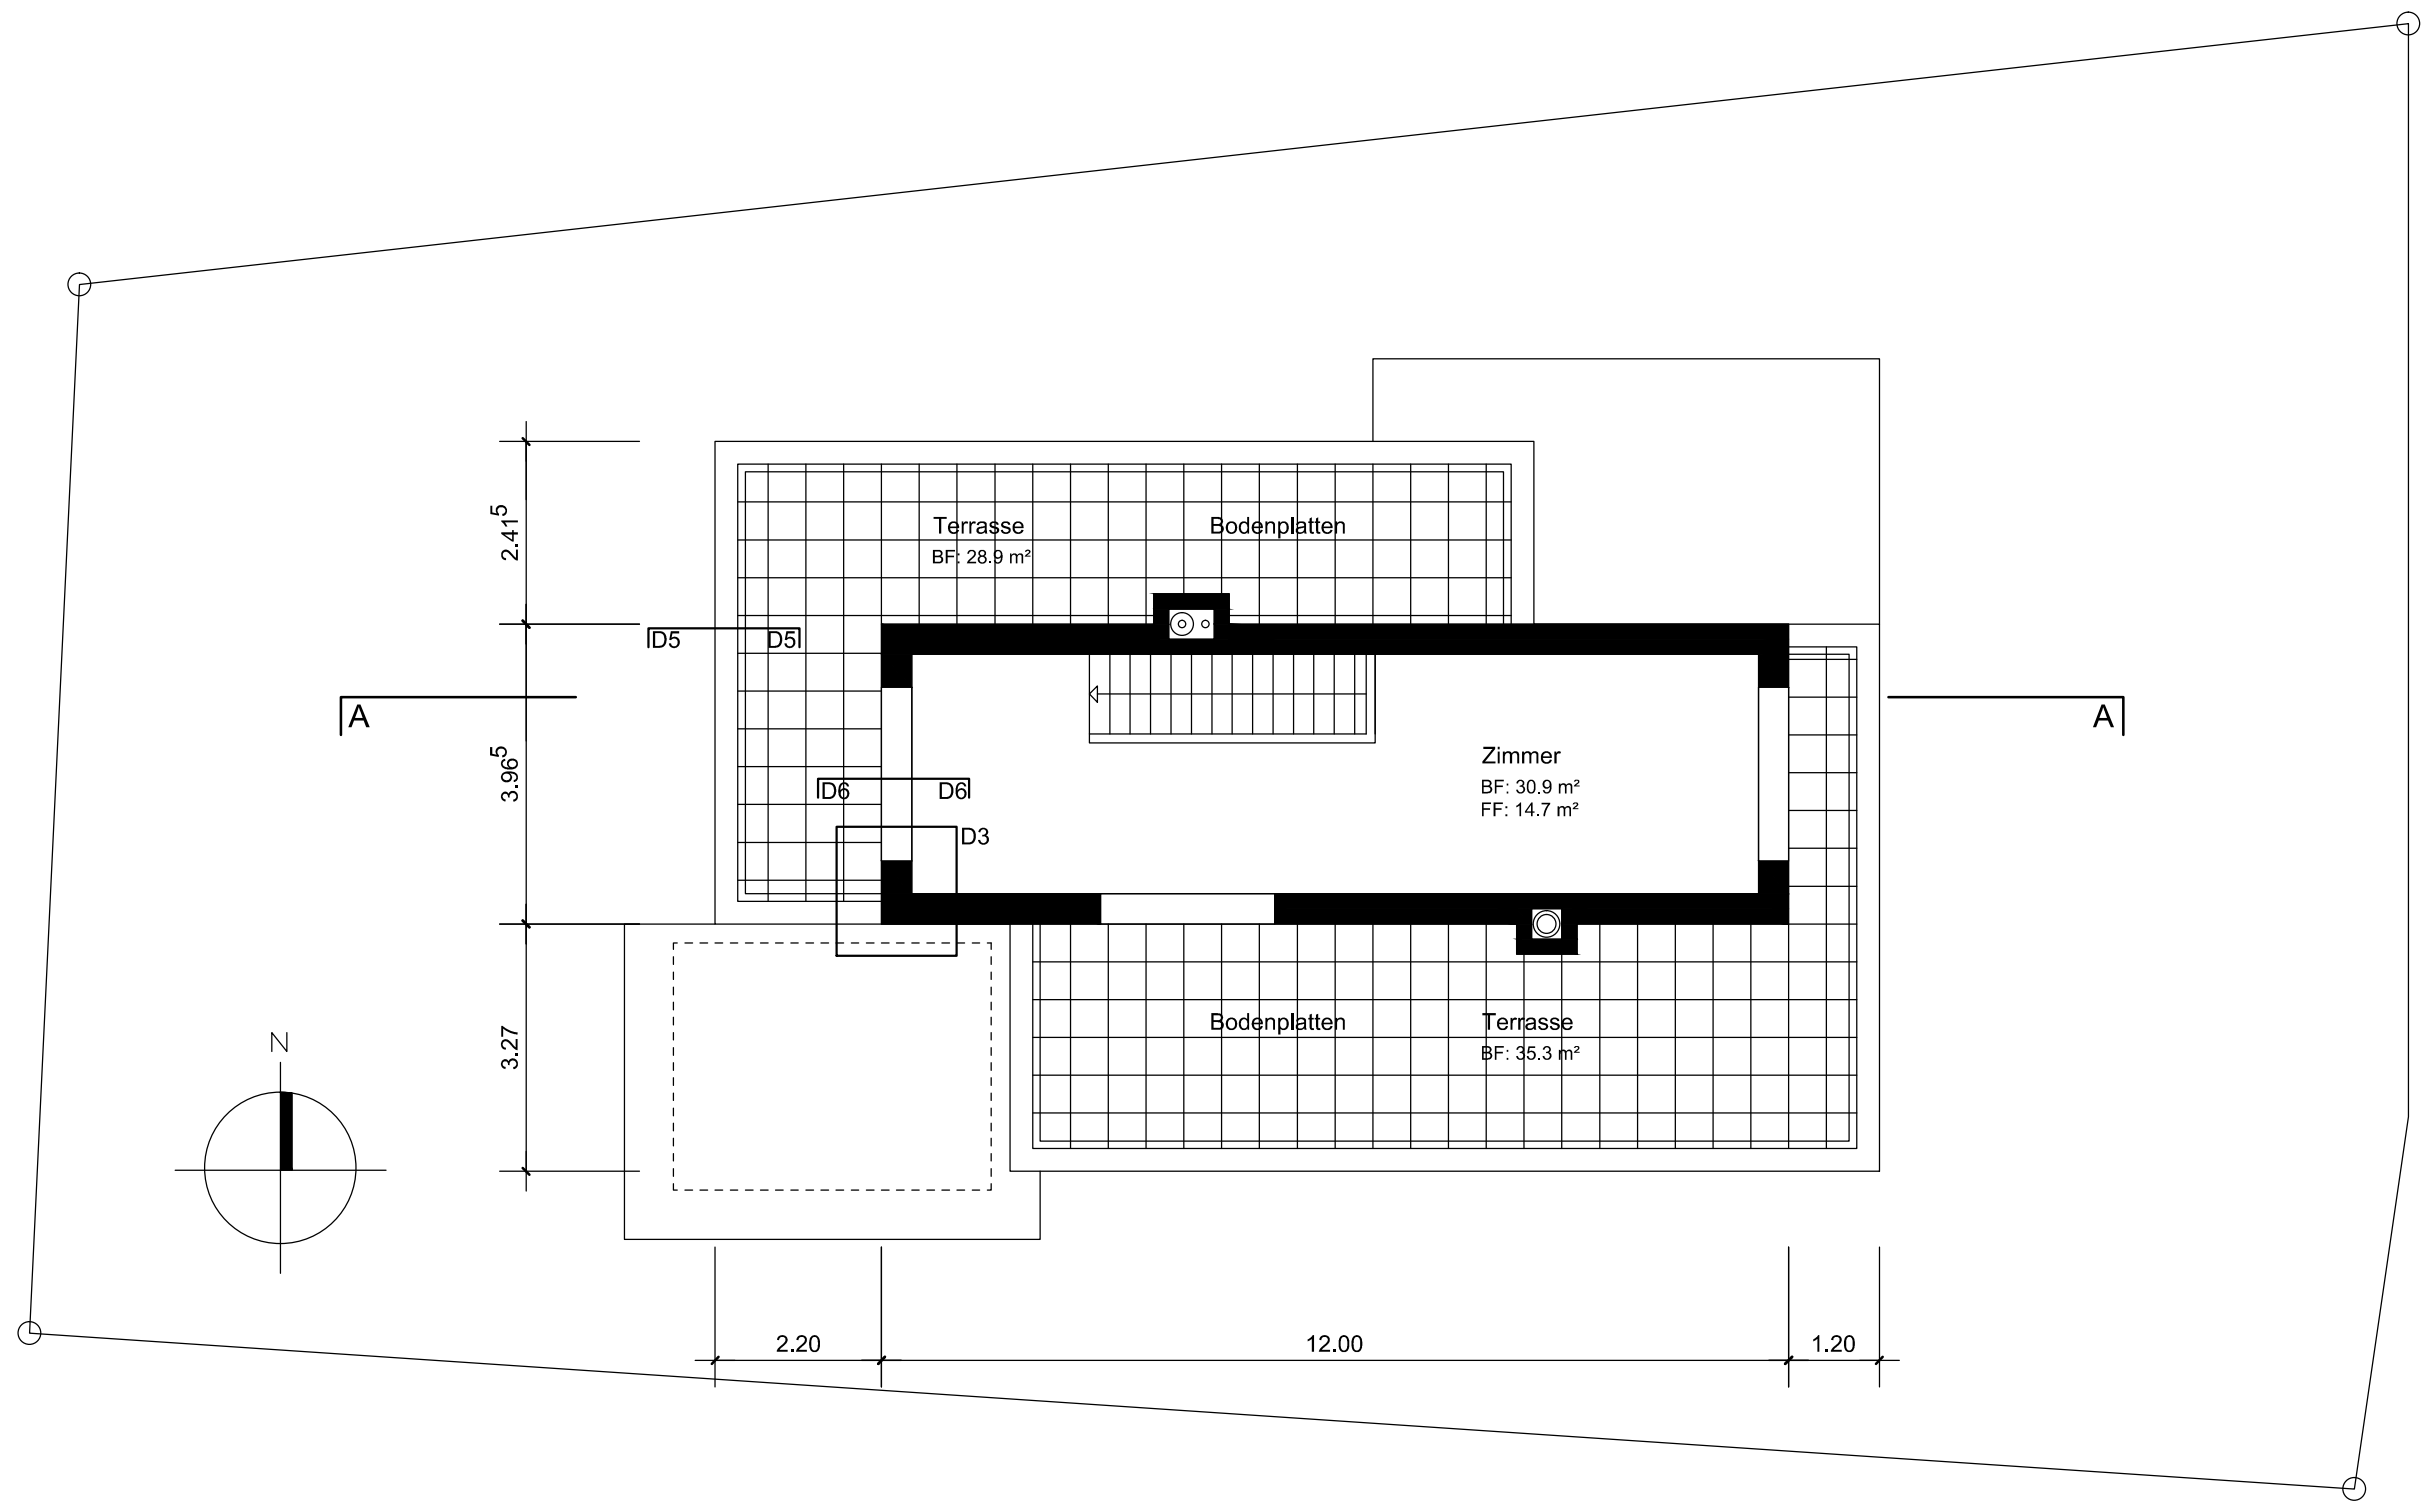 Terrasse Bodenplatten
BF: 28.9 m²
2.41⁵
D5 D5
A A
Zimmer
3.96⁵
BF: 30.9 m²
FF: 14.7 m²
D6 D6
D3
Bodenplatten Terrasse
BF: 35.3 m²
3.27
N
2.20 12.00 1.20